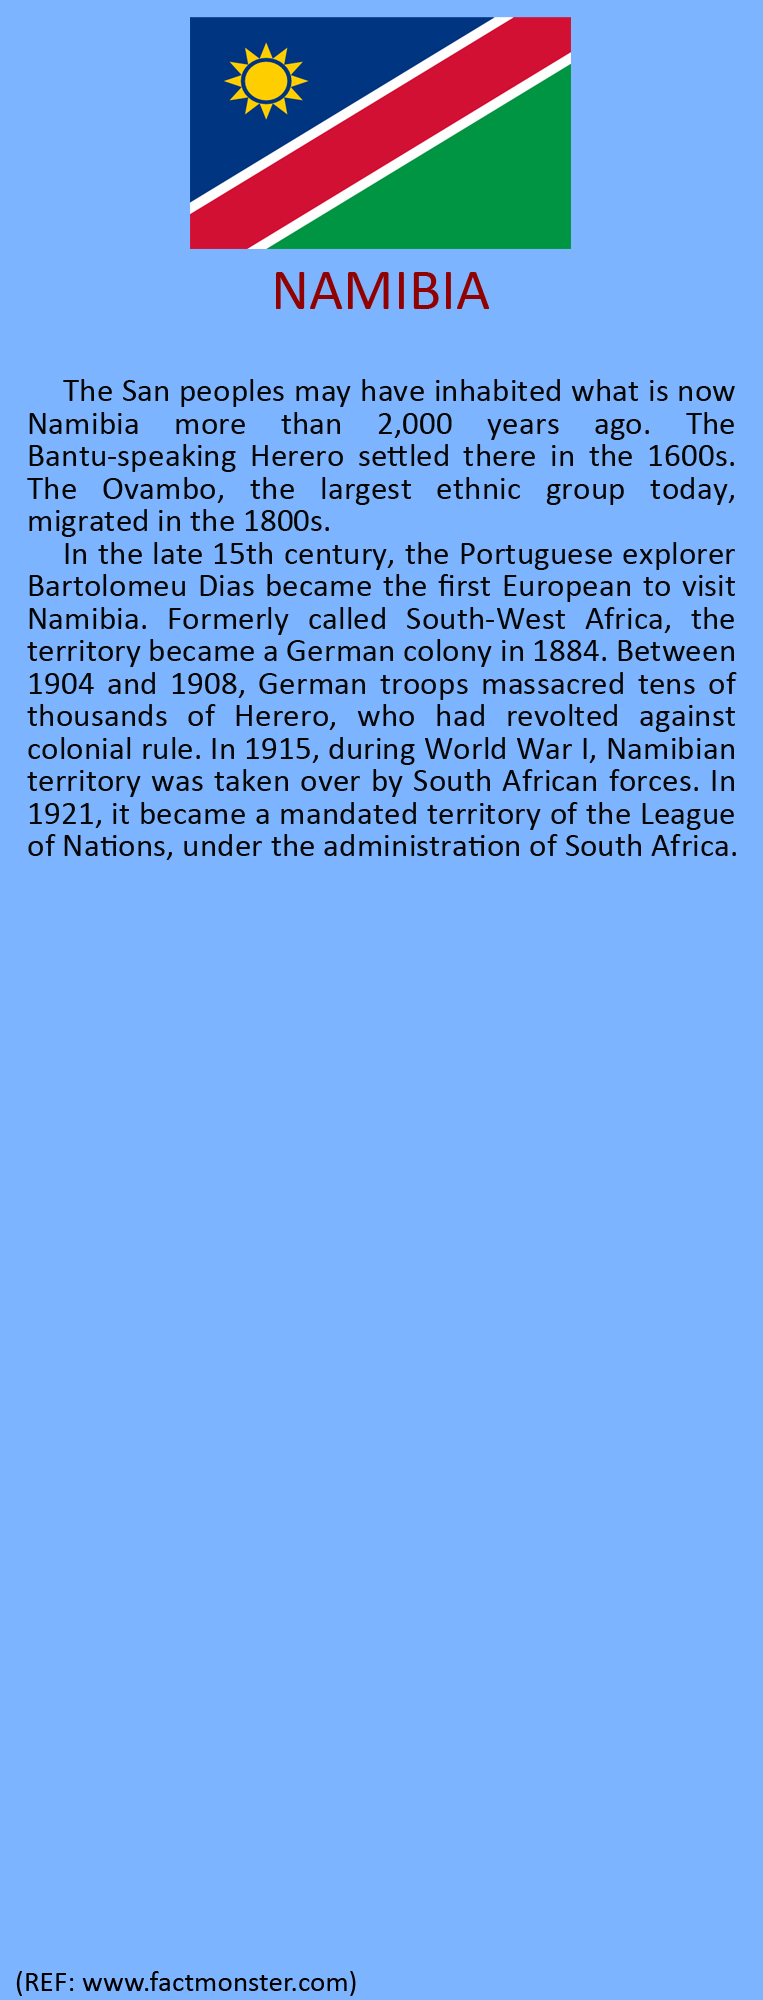 NAMIBIA
The San peoples may have inhabited what is now
Namibia more than 2,000 years ago. The
Bantu-speaking Herero settled there in the 1600s.
The Ovambo, the largest ethnic group today,
migrated in the 1800s.
In the late 15th century, the Portuguese explorer
Bartolomeu Dias became the first European to visit
Namibia. Formerly called South-West Africa, the
territory became a German colony in 1884. Between
1904 and 1908, German troops massacred tens of
thousands of Herero, who had revolted against
colonial rule. In 1915, during World War I, Namibian
territory was taken over by South African forces. In
1921, it became a mandated territory of the League
of Nations, under the administration of South Africa.
(REF: www.factmonster.com)